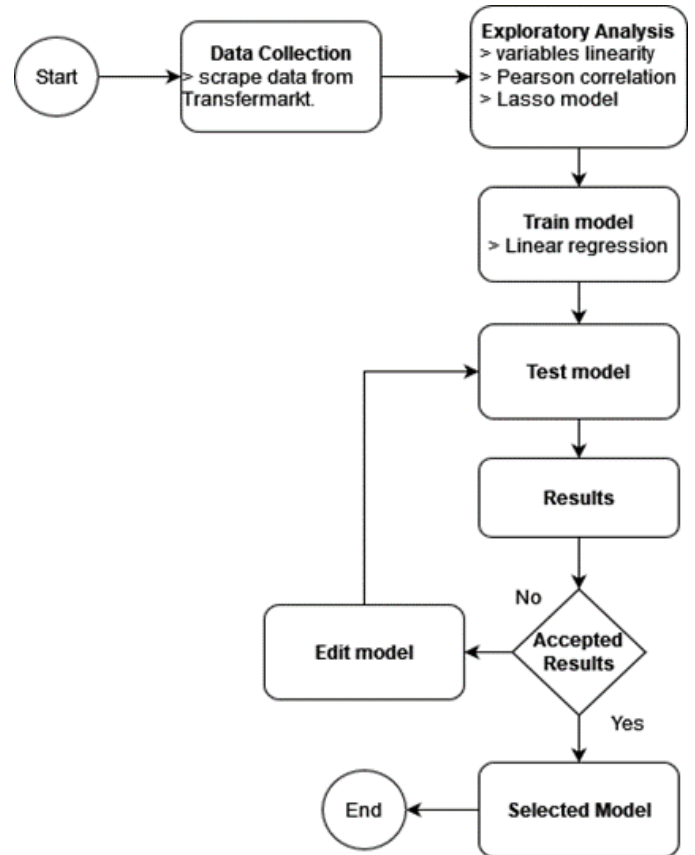 Start
Data Collection
> scrape data from
Transfermarkt.
Exploratory Analysis
> variables linearity
> Pearson correlation
> Lasso model
Train model
> Linear regression
Test model
Results
No
Accepted
Results
Edit model
Yes
Selected Model
End